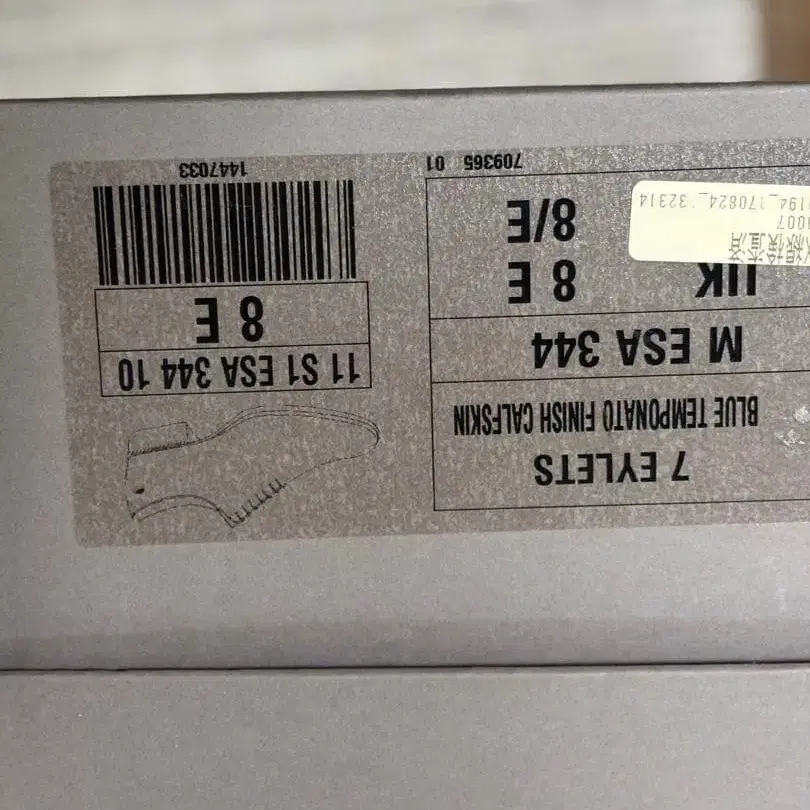 7 EYLETS
BLUE TEMPONATO FINISH CALFSKIN
M ESA 344
UK 8 E
8/E
709365 01
11 S1 ESA 344 10
8 E
1447033